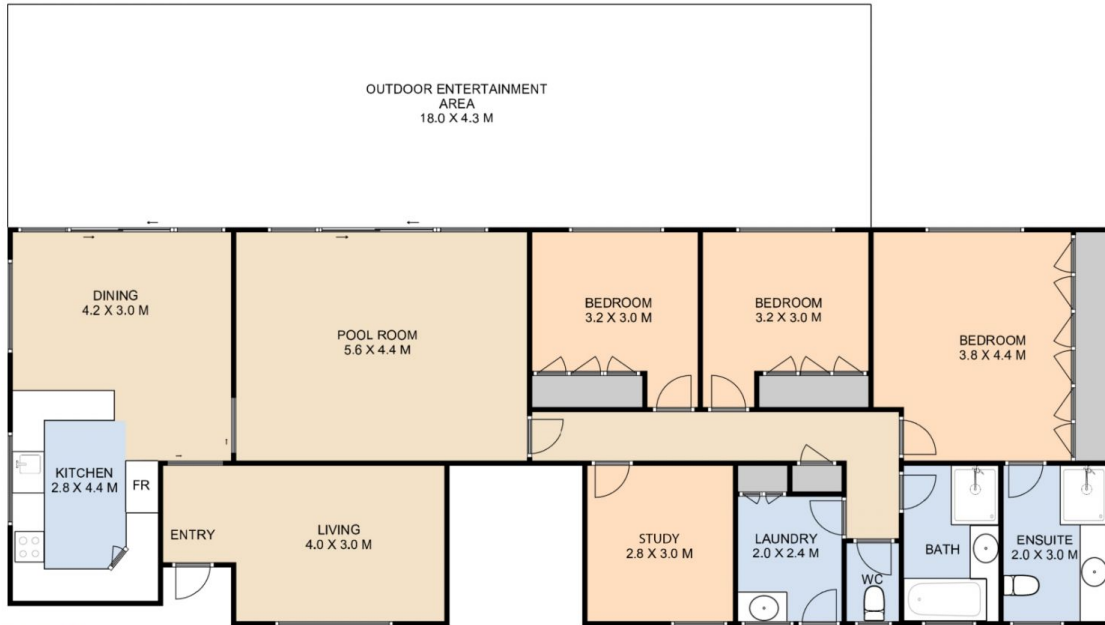 OUTDOOR ENTERTAINMENT
AREA
18.0 X 4.3 M
DINING
4.2 X 3.0 M
POOL ROOM
5.6 X 4.4 M
BEDROOM
3.2 X 3.0 M
BEDROOM
3.2 X 3.0 M
BEDROOM
3.8 X 4.4 M
KITCHEN
2.8 X 4.4 M
FR
ENTRY
LIVING
4.0 X 3.0 M
STUDY
2.8 X 3.0 M
LAUNDRY
2.0 X 2.4 M
WC
BATH
ENSUITE
2.0 X 3.0 M